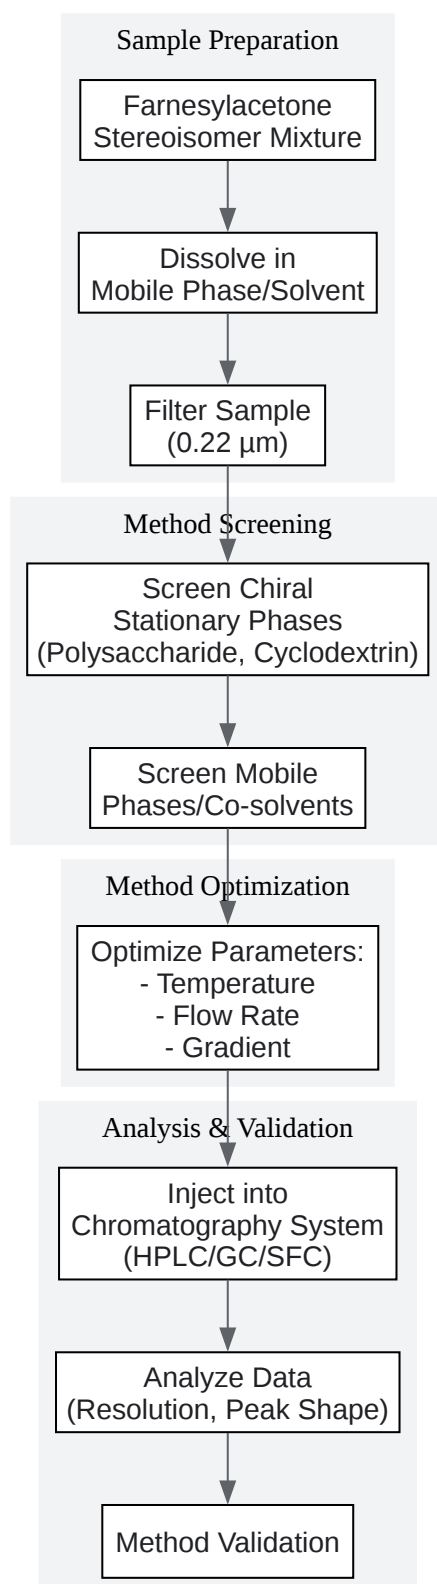 Sample Preparation
Farnesylacetone
Stereoisomer Mixture
Dissolve in
Mobile Phase/Solvent
Filter Sample
(0.22 µm)
Method Screening
Screen Chiral
Stationary Phases
(Polysaccharide, Cyclodextrin)
Screen Mobile
Phases/Co-solvents
Method Optimization
Optimize Parameters:
- Temperature
- Flow Rate
- Gradient
Analysis & Validation
Inject into
Chromatography System
(HPLC/GC/SFC)
Analyze Data
(Resolution, Peak Shape)
Method Validation